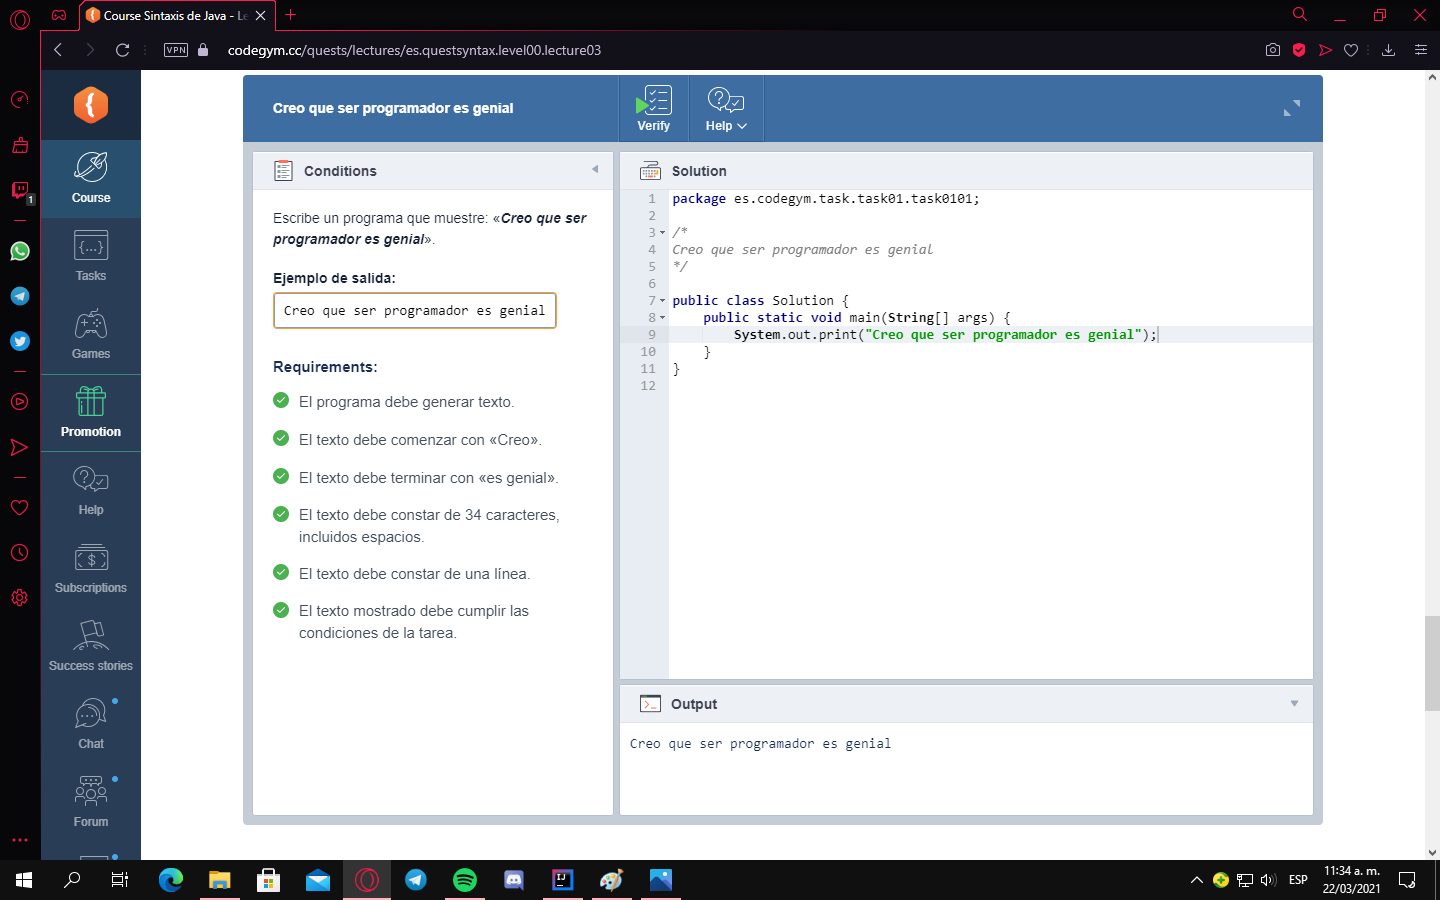 Course Sintaxis de Java - Le
VPN
codegym.cc/quests/lectures/es.questsyntax.level00.lecture03
1
Course
{...}
Tasks
Games
Promotion
Help
Subscriptions
Success stories
Chat
Forum
Creo que ser programador es genial
Verify
Help
Conditions
Escribe un programa que muestre: «Creo que ser
programador es genial».
Ejemplo de salida:
Creo que ser programador es genial
Requirements:
El programa debe generar texto.
El texto debe comenzar con «Creo».
El texto debe terminar con «es genial».
El texto debe constar de 34 caracteres,
incluidos espacios.
El texto debe constar de una línea.
El texto mostrado debe cumplir las
condiciones de la tarea.
Solution
1 package es.codegym.task.task01.task0101;
2
3 /*
4 Creo que ser programador es genial
5 */
6
7 public class Solution {
8 public static void main(String[] args) {
9 System.out.print("Creo que ser programador es genial");
10 }
11 }
12
Output
Creo que ser programador es genial
IJ
ESP
11:34 a. m.
22/03/2021